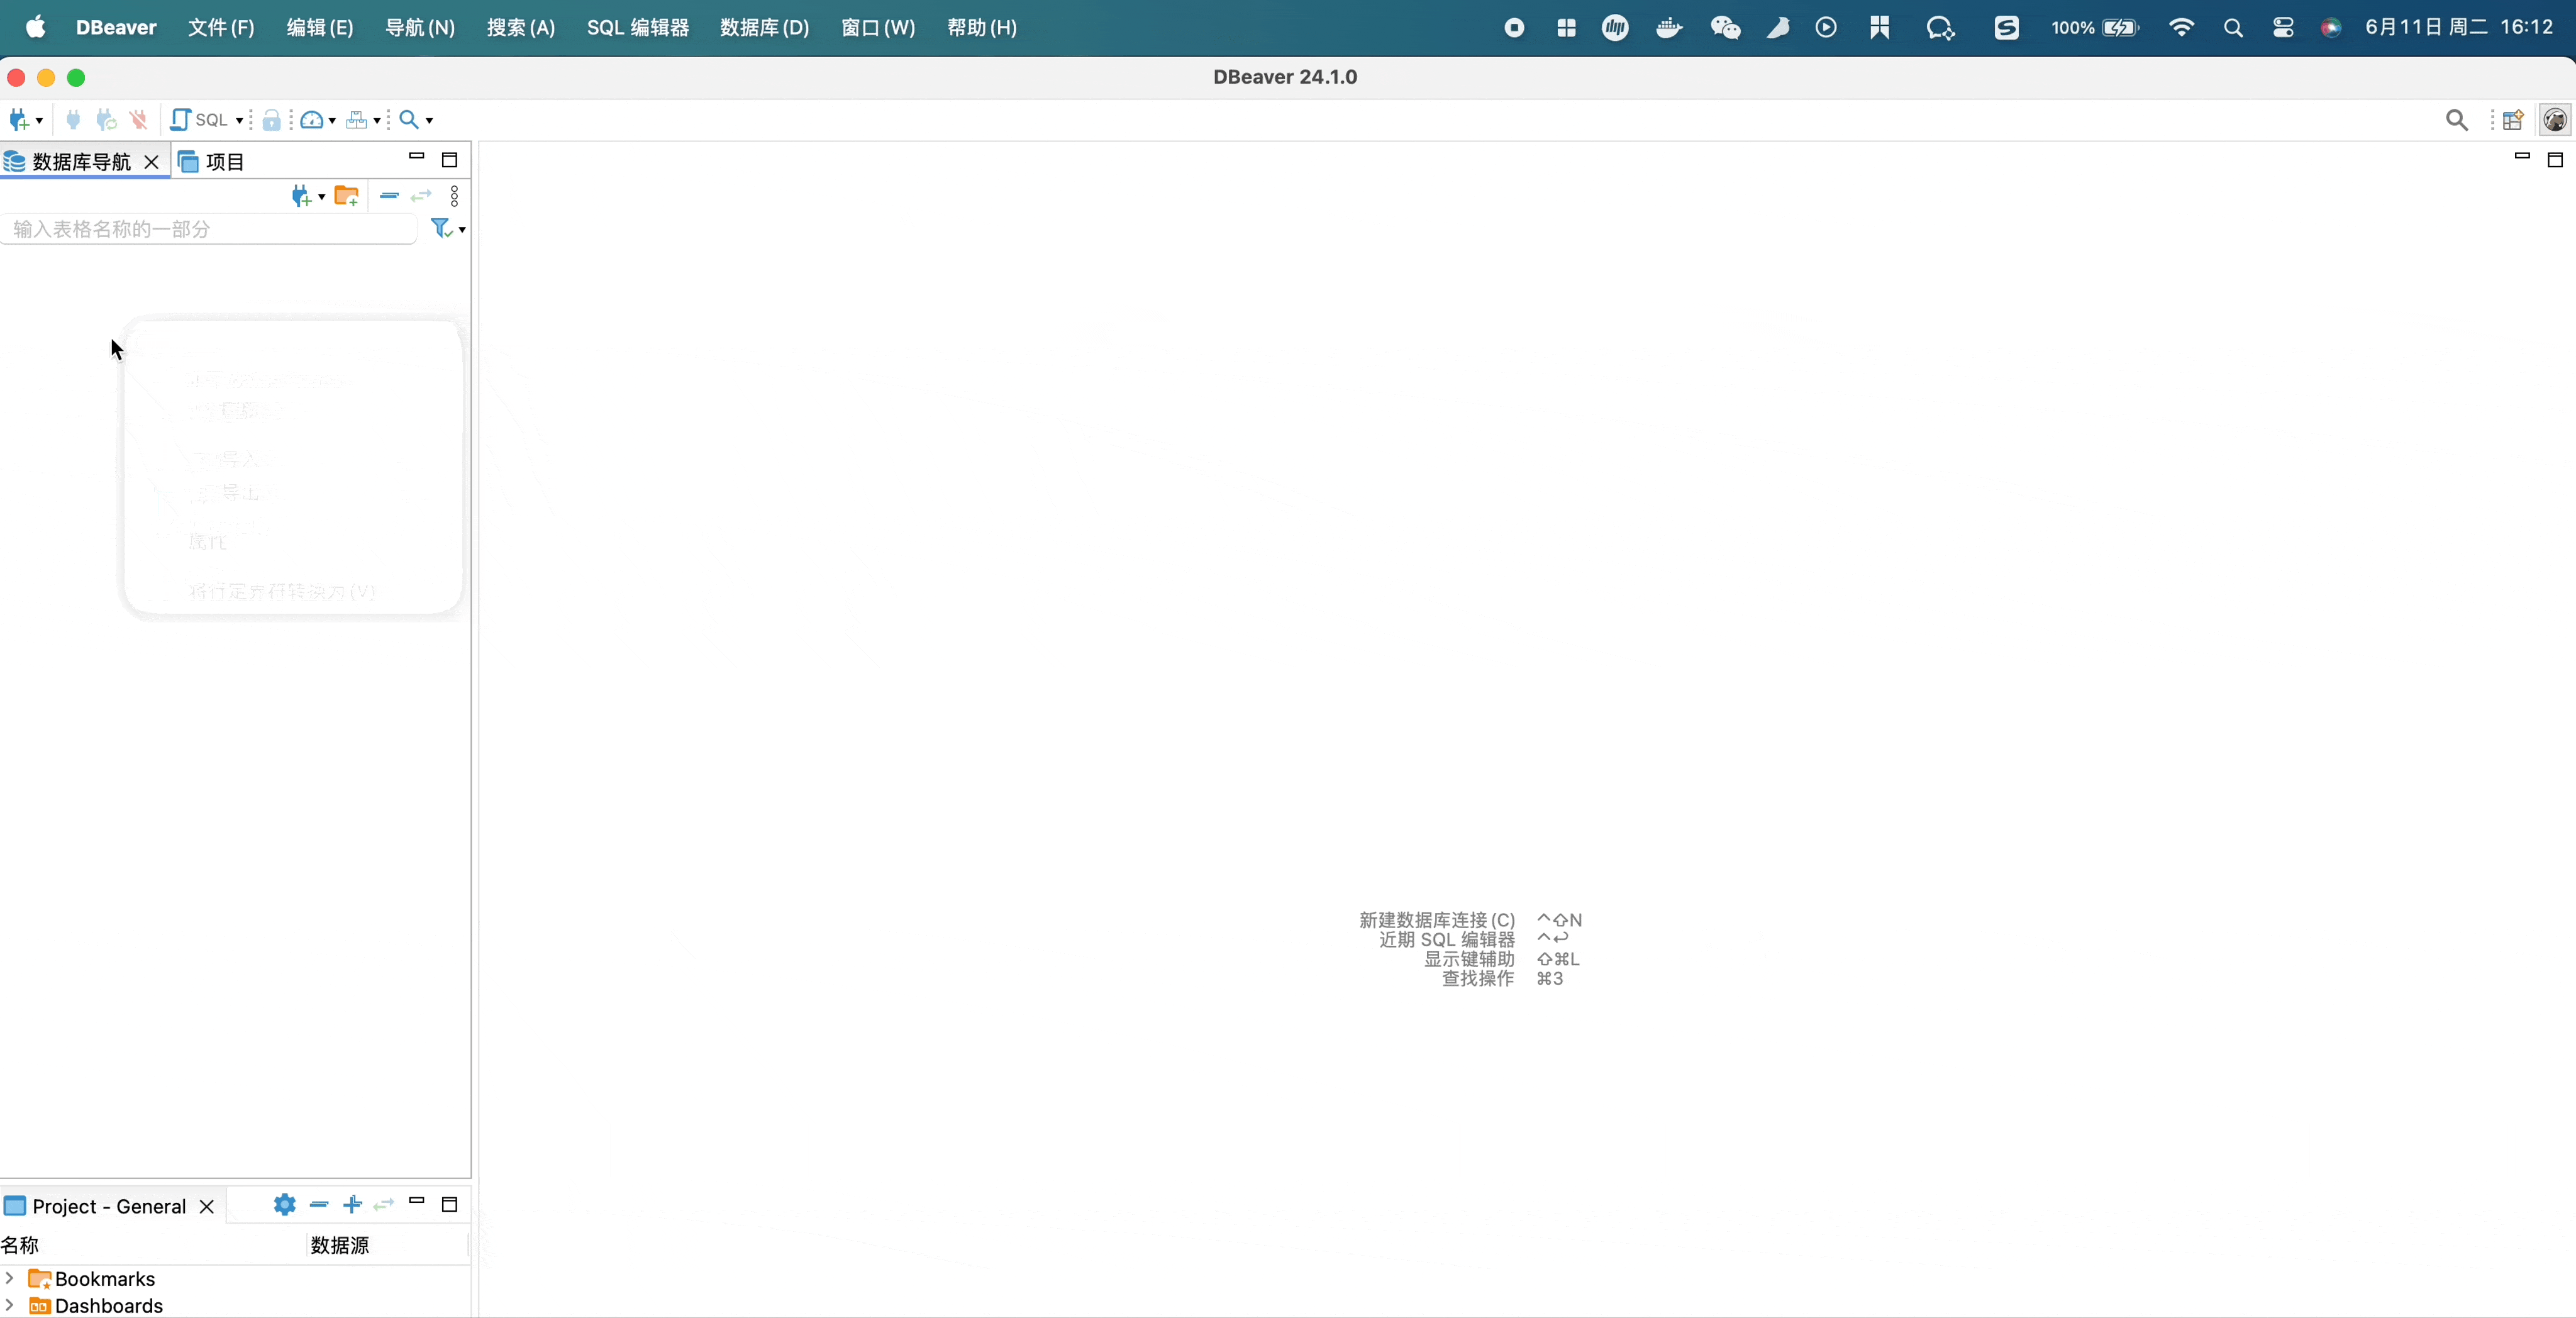 DBeaver 文件(F) 编辑(E) 导航(N) 搜索(A) SQL 编辑器 数据库(D) 窗口(W) 帮助(H) 100% 6月11日 周二 16:12
DBeaver 24.1.0
SQL
数据库导航 项目
输入表格名称的一部分
导入
属性
新建数据库连接(C) ^⇧N
近期 SQL 编辑器 ^↩
显示键辅助 ⇧⌘L
查找操作 ⌘3
Project - General
名称 数据源
Bookmarks
Dashboards